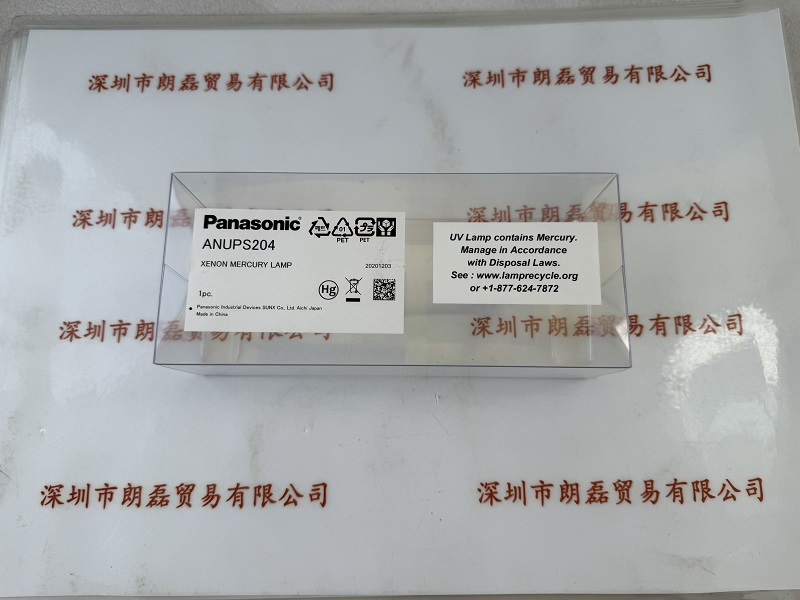 深圳市朗磊贸易有限公司
深圳市朗磊贸易有限公司
深圳市朗磊贸易有限公司
深圳市朗磊贸易有限公司
Panasonic
ANUPS204
XENON MERCURY LAMP
20201203
1pc.
Hg
Panasonic Industrial Devices SUNX Co., Ltd. Aichi Japan
Made in China
01
PET
プラ
PET
UV Lamp contains Mercury.
Manage in Accordance
with Disposal Laws.
See : www.lamprecycle.org
or +1-877-624-7872
深圳市朗磊贸易有限公司
深圳市朗磊贸易有限公司
深圳市朗磊贸易有限公司
深圳市朗磊贸易有限公司